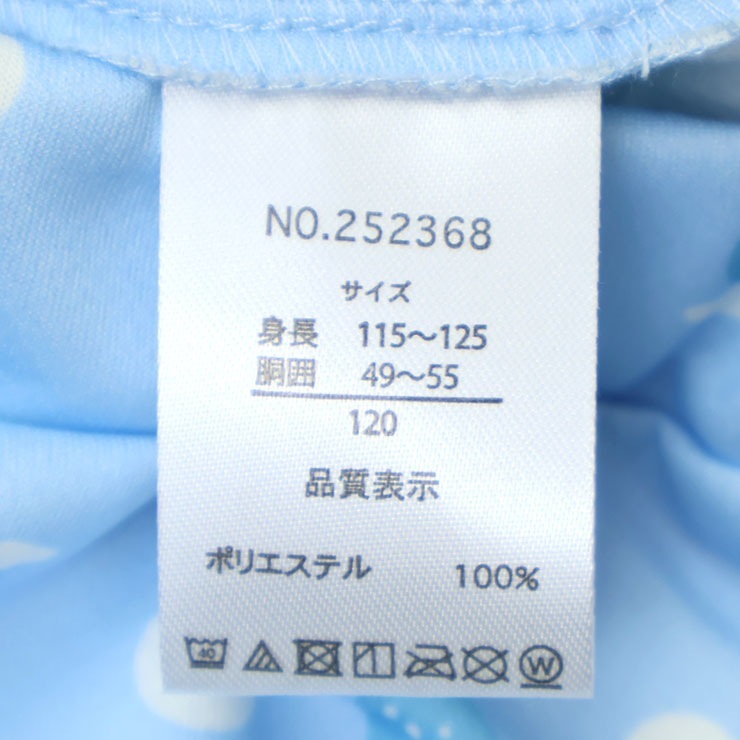 NO.252368
サイズ
身長 115~125
胴囲 49~55
120
品質表示
ポリエステル 100%
40 W